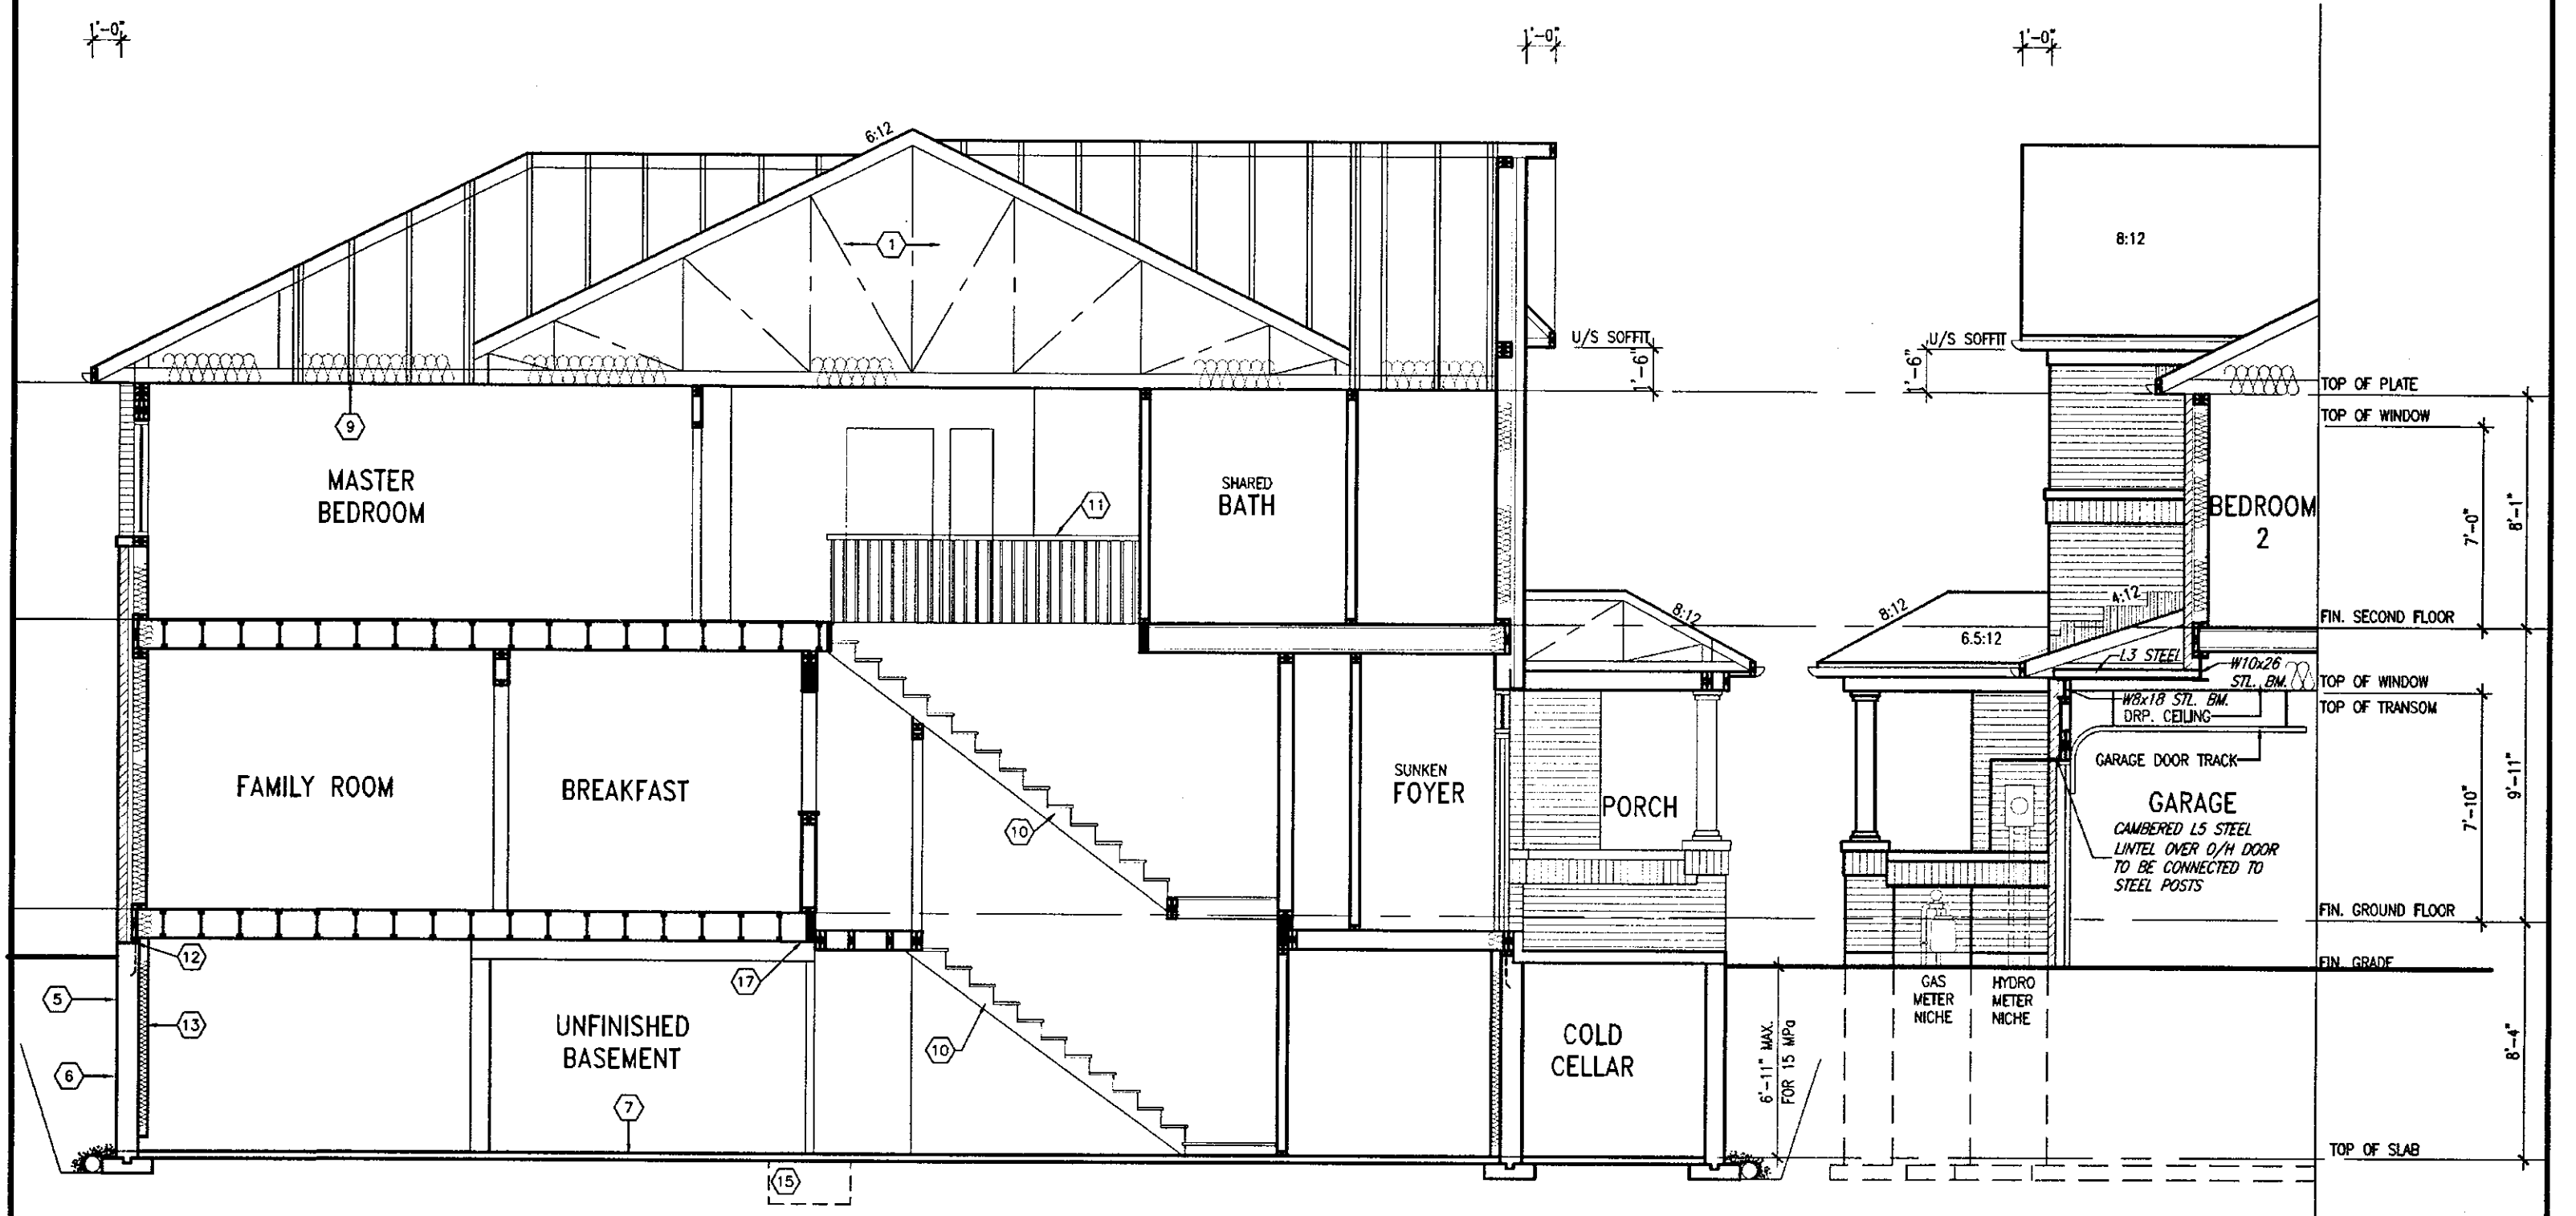 1'-0"
1'-0"
1'-0"
6:12
1
8:12
U/S SOFFIT
1'-6"
U/S SOFFIT
1'-6"
TOP OF PLATE
TOP OF WINDOW
9
MASTER
BEDROOM
11
SHARED
BATH
BEDROOM
2
7'-0"
8'-1"
8:12
8:12
6.5:12
4:12
FIN. SECOND FLOOR
L3 STEEL
W10x26
STL. BM.
W8x18 STL. BM.
DRP. CEILING
TOP OF WINDOW
TOP OF TRANSOM
GARAGE DOOR TRACK
FAMILY ROOM
BREAKFAST
10
SUNKEN
FOYER
PORCH
GARAGE
CAMBERED L5 STEEL
LINTEL OVER O/H DOOR
TO BE CONNECTED TO
STEEL POSTS
7'-10"
9'-11"
FIN. GROUND FLOOR
12
17
FIN. GRADE
5
13
6
UNFINISHED
BASEMENT
7
10
COLD
CELLAR
6'-11" MAX.
FOR 15 MPa
GAS
METER
NICHE
HYDRO
METER
NICHE
8'-4"
TOP OF SLAB
15